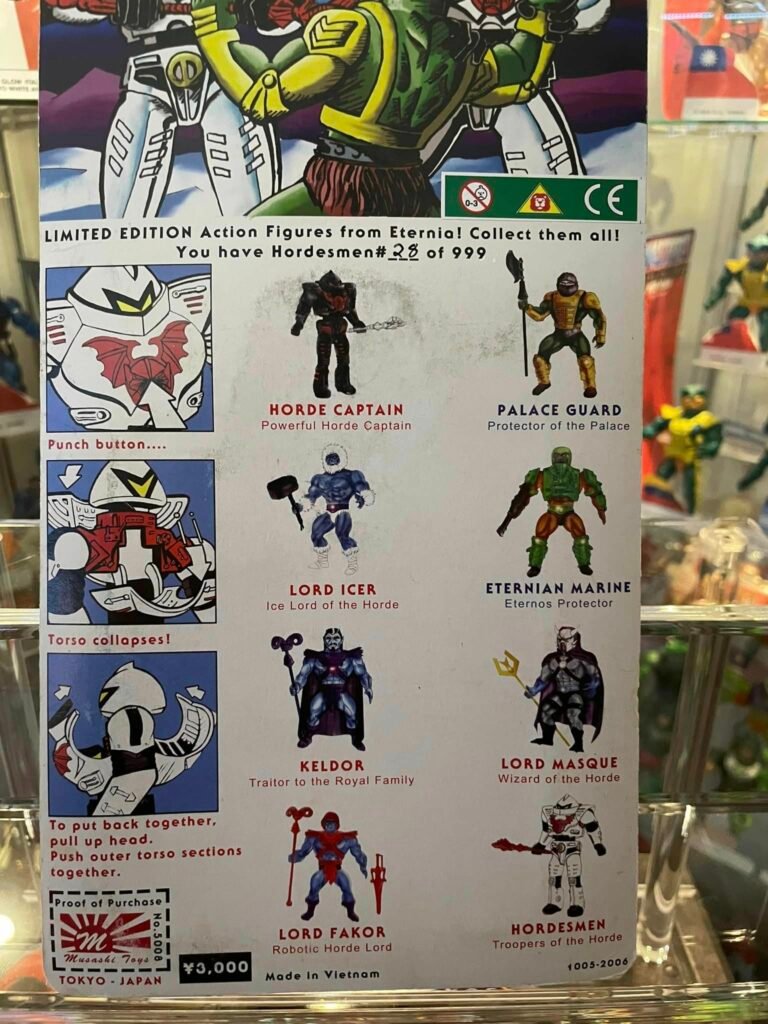 0-3
CE
LIMITED EDITION Action Figures from Eternia! Collect them all!
You have Hordesmen# 28 of 999
Punch button....
Torso collapses!
To put back together,
pull up head.
Push outer torso sections
together.
HORDE CAPTAIN
Powerful Horde Captain
PALACE GUARD
Protector of the Palace
LORD ICER
Ice Lord of the Horde
ETERNIAN MARINE
Eternos Protector
KELDOR
Traitor to the Royal Family
LORD MASQUE
Wizard of the Horde
LORD FAKOR
Robotic Horde Lord
HORDESMEN
Troopers of the Horde
Proof of Purchase
No.5008
M
Musashi Toys
TOKYO - JAPAN
¥3,000
Made in Vietnam
1005-2006